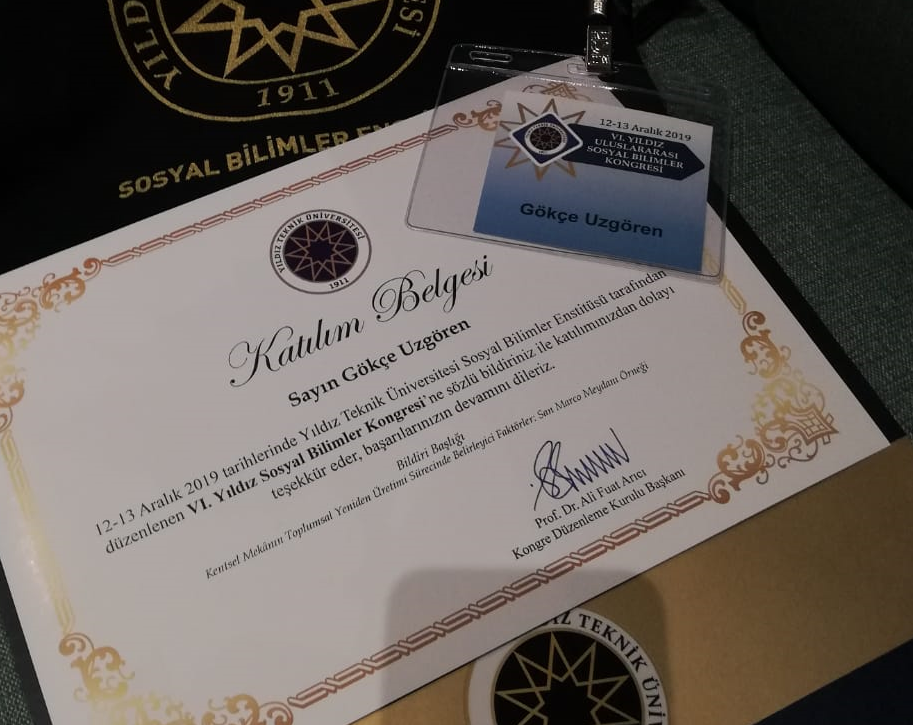 YILD
ESİ
1911
SOSYAL BİLİMLER EN
12-13 Aralık 2019
VI. YILDIZ
ULUSLARARASI
SOSYAL BİLİMLER
KONGRESİ
Gökçe Uzgören
YILDIZ TEKNİK ÜNİVERSİTESİ
1911
Katılım Belgesi
Sayın Gökçe Uzgören
12-13 Aralık 2019 tarihlerinde Yıldız Teknik Üniversitesi Sosyal Bilimler Enstitüsü tarafından
düzenlenen VI. Yıldız Sosyal Bilimler Kongresi'ne sözlü bildiriniz ile katılımınızdan dolayı
teşekkür eder, başarılarınızın devamını dileriz.
Bildiri Başlığı
Kentsel Mekânın Toplumsal Yeniden Üretimi Sürecinde Belirleyici Faktörler: San Marco Meydanı Örneği
Prof. Dr. Ali Fuat Arıcı
Kongre Düzenleme Kurulu Başkanı
IZ TEKNİK ÜNİ